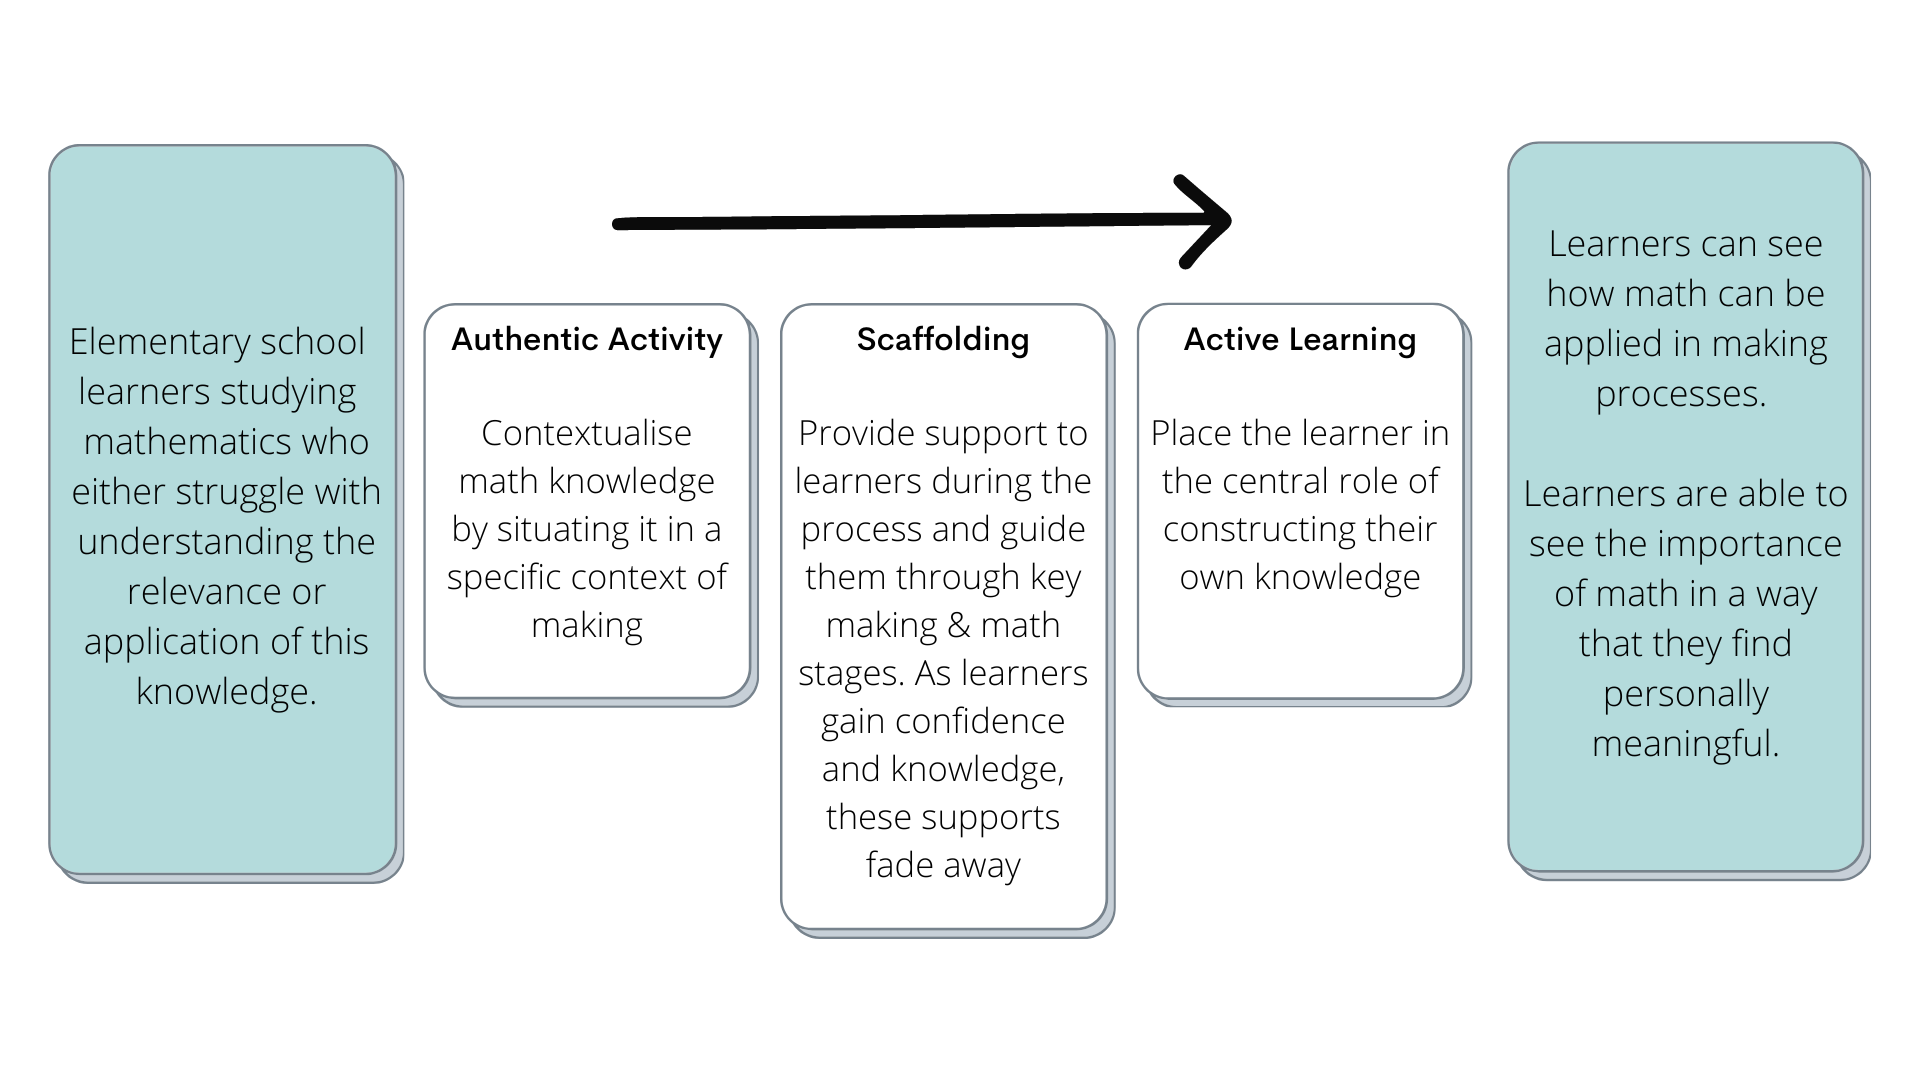 Elementary school
learners studying
mathematics who
either struggle with
understanding the
relevance or
application of this
knowledge.
Authentic Activity
Contextualise
math knowledge
by situating it in a
specific context of
making
Scaffolding
Provide support to
learners during the
process and guide
them through key
making & math
stages. As learners
gain confidence
and knowledge,
these supports
fade away
Active Learning
Place the learner in
the central role of
constructing their
own knowledge
Learners can see
how math can be
applied in making
processes.
Learners are able to
see the importance
of math in a way
that they find
personally
meaningful.